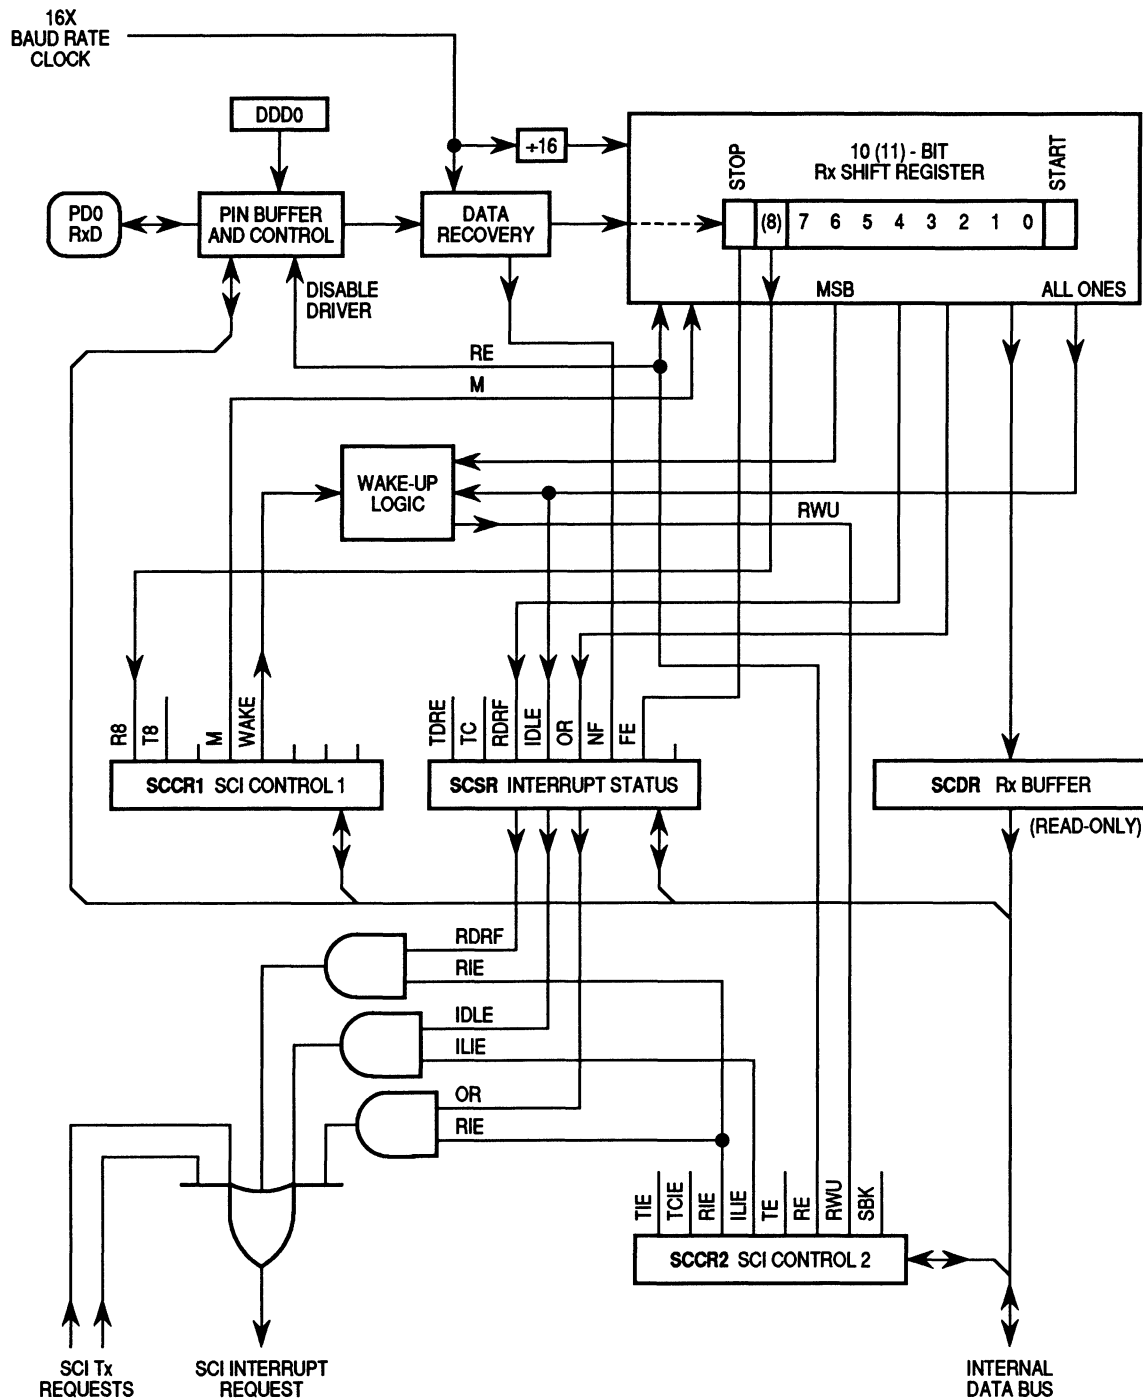 16X
BAUD RATE
CLOCK
DDD0
÷16
10 (11) - BIT
Rx SHIFT REGISTER
STOP
START
PD0
RxD
PIN BUFFER
AND CONTROL
DATA
RECOVERY
(8) 7 6 5 4 3 2 1 0
DISABLE
DRIVER
MSB
ALL ONES
RE
M
WAKE-UP
LOGIC
RWU
R8
T8
M
WAKE
TDRE
TC
RDRF
IDLE
OR
NF
FE
SCCR1 SCI CONTROL 1
SCSR INTERRUPT STATUS
SCDR Rx BUFFER
(READ-ONLY)
RDRF
RIE
IDLE
ILIE
OR
RIE
TIE
TCIE
RIE
ILIE
TE
RE
RWU
SBK
SCCR2 SCI CONTROL 2
SCI Tx
REQUESTS
SCI INTERRUPT
REQUEST
INTERNAL
DATA BUS